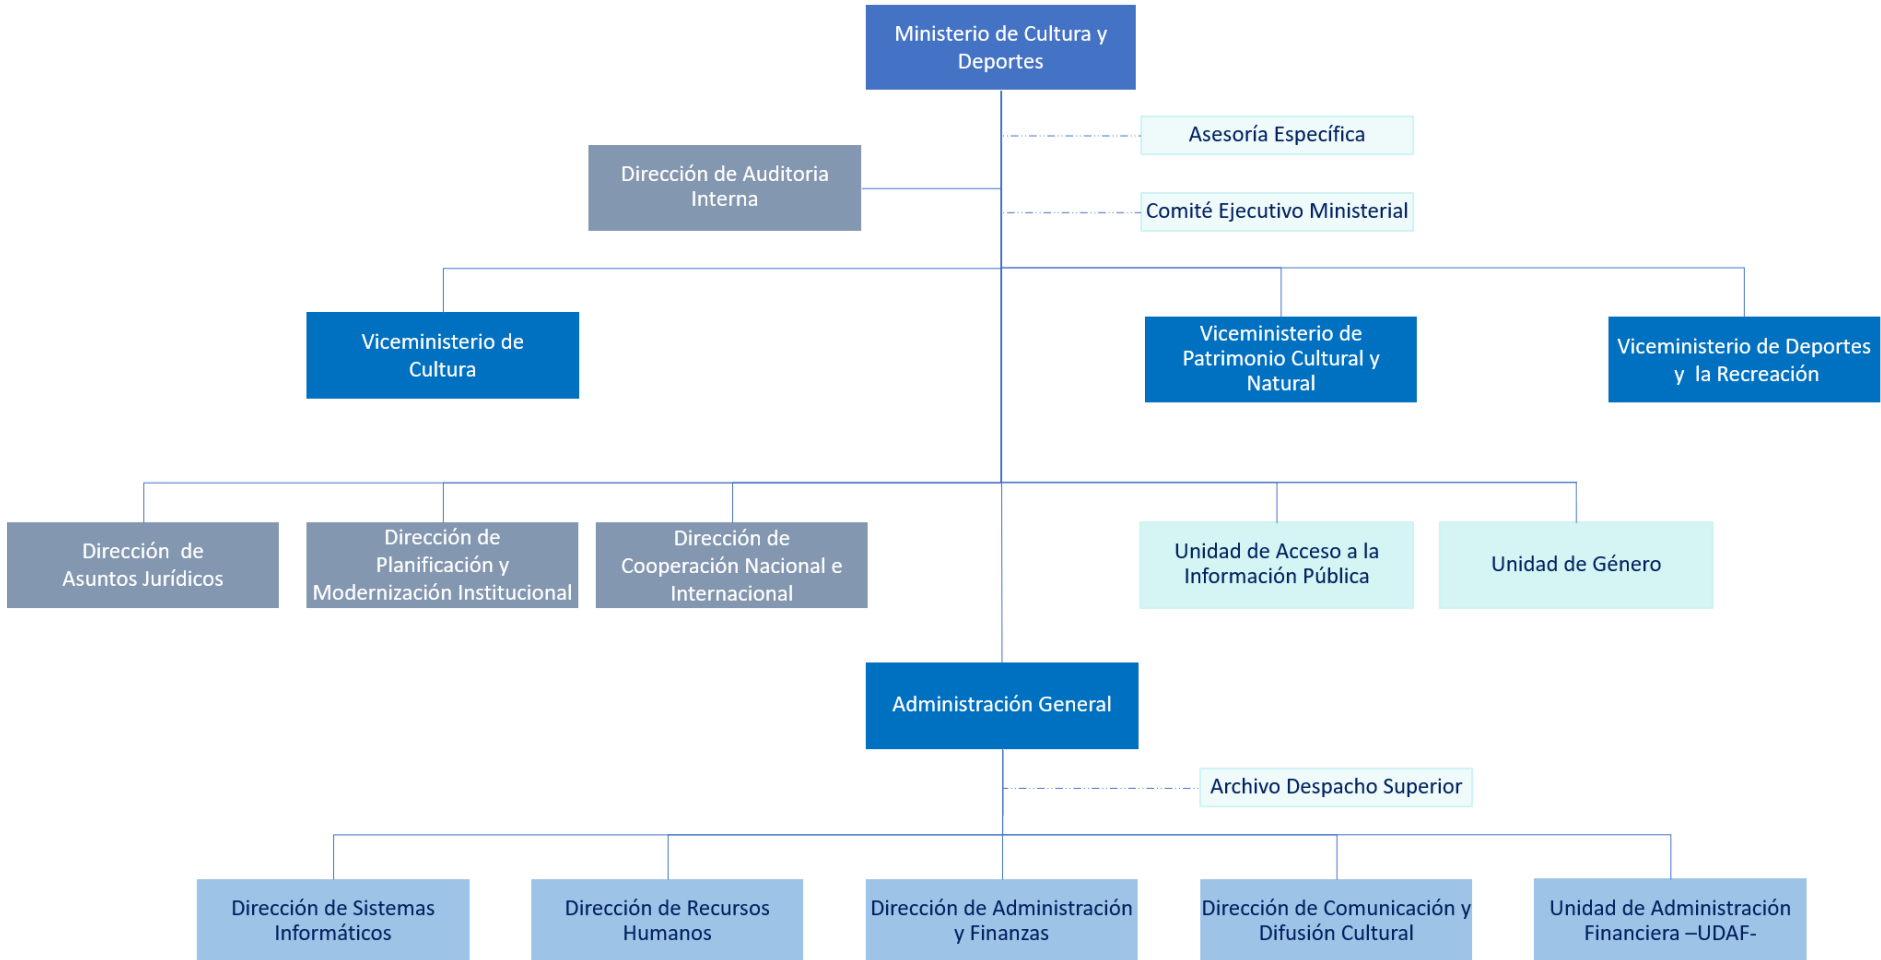 Ministerio de Cultura y
Deportes
Asesoría Específica
Dirección de Auditoria
Interna
Comité Ejecutivo Ministerial
Viceministerio de
Cultura
Viceministerio de
Patrimonio Cultural y
Natural
Viceministerio de Deportes
y la Recreación
Dirección de
Asuntos Jurídicos
Dirección de
Planificación y
Modernización Institucional
Dirección de
Cooperación Nacional e
Internacional
Unidad de Acceso a la
Información Pública
Unidad de Género
Administración General
Archivo Despacho Superior
Dirección de Sistemas
Informáticos
Dirección de Recursos
Humanos
Dirección de Administración
y Finanzas
Dirección de Comunicación y
Difusión Cultural
Unidad de Administración
Financiera –UDAF-